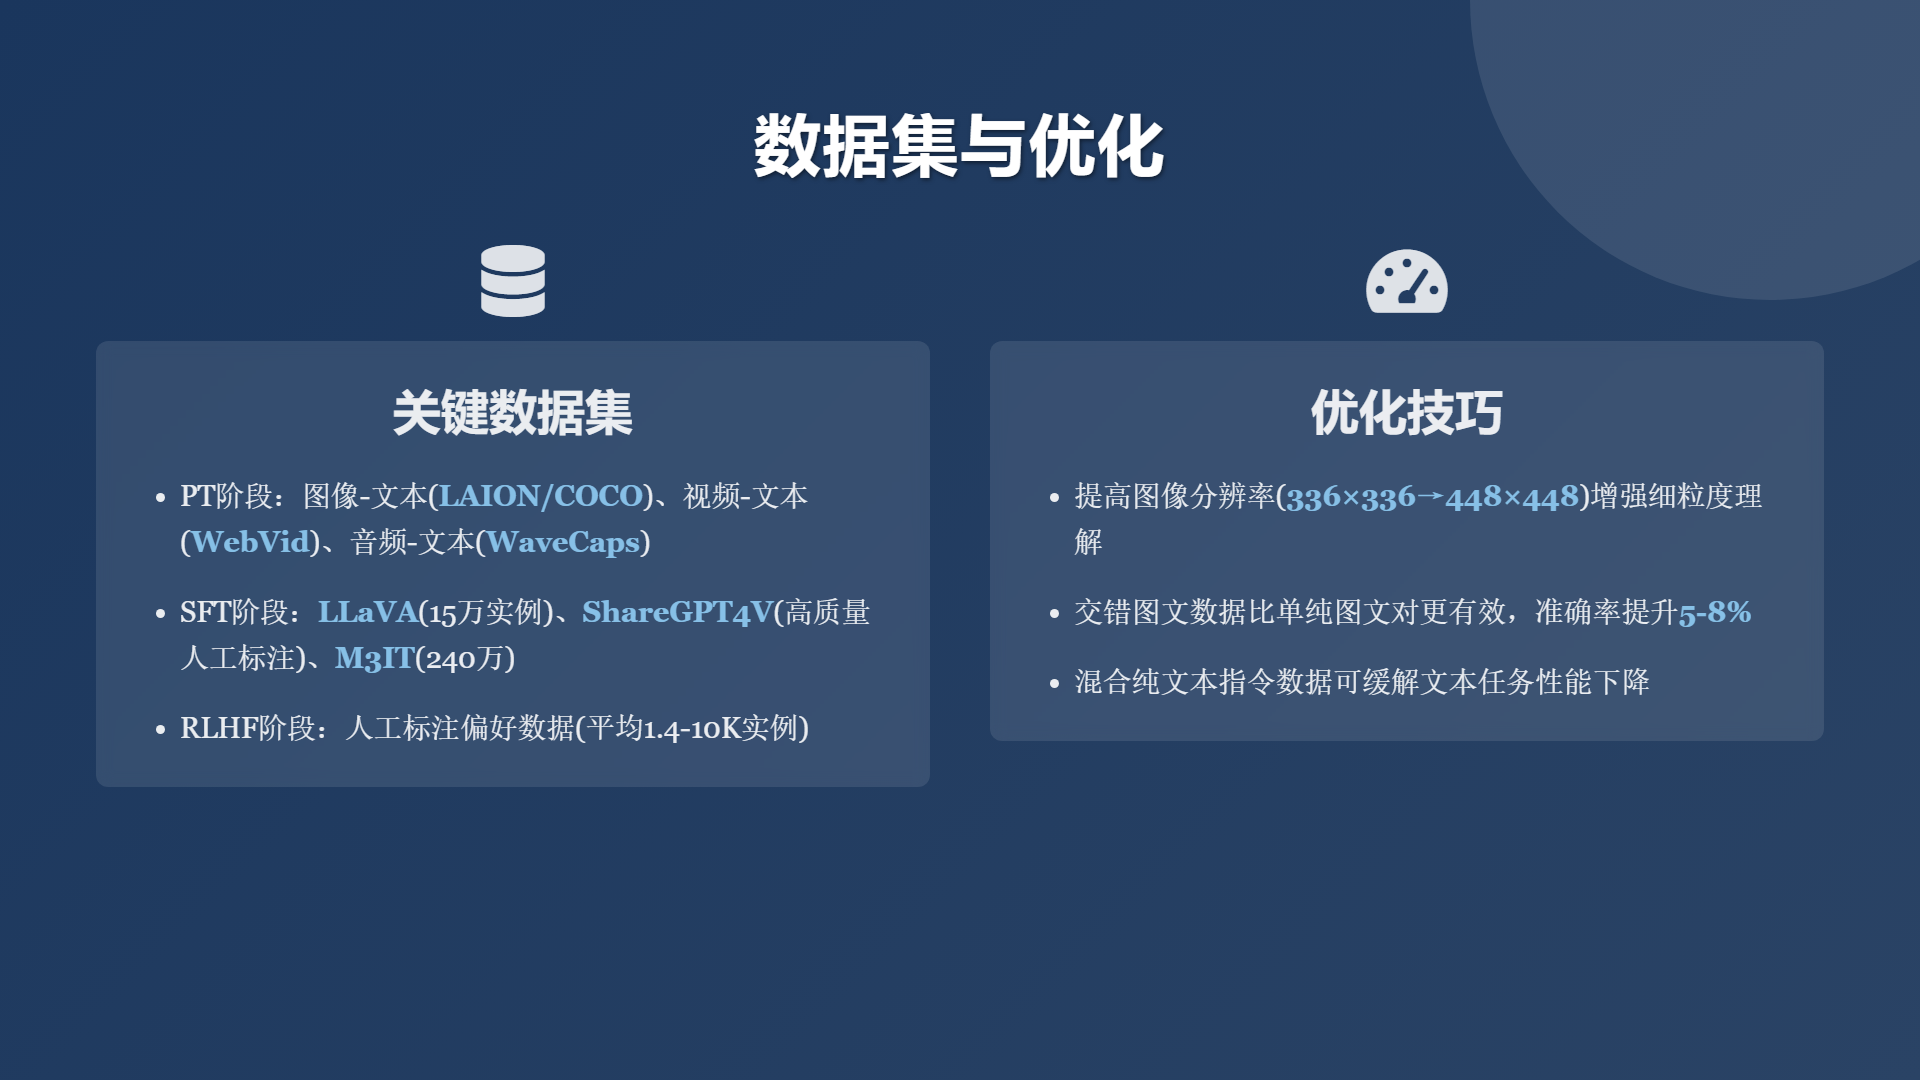 数据集与优化
关键数据集
PT阶段：图像-文本(LAION/COCO)、视频-文本
(WebVid)、音频-文本(WaveCaps)
SFT阶段：LLaVA(15万实例)、ShareGPT4V(高质量
人工标注)、M3IT(240万)
RLHF阶段：人工标注偏好数据(平均1.4-10K实例)
优化技巧
提高图像分辨率(336×336→448×448)增强细粒度理
解
交错图文数据比单纯图文对更有效，准确率提升5-8%
混合纯文本指令数据可缓解文本任务性能下降